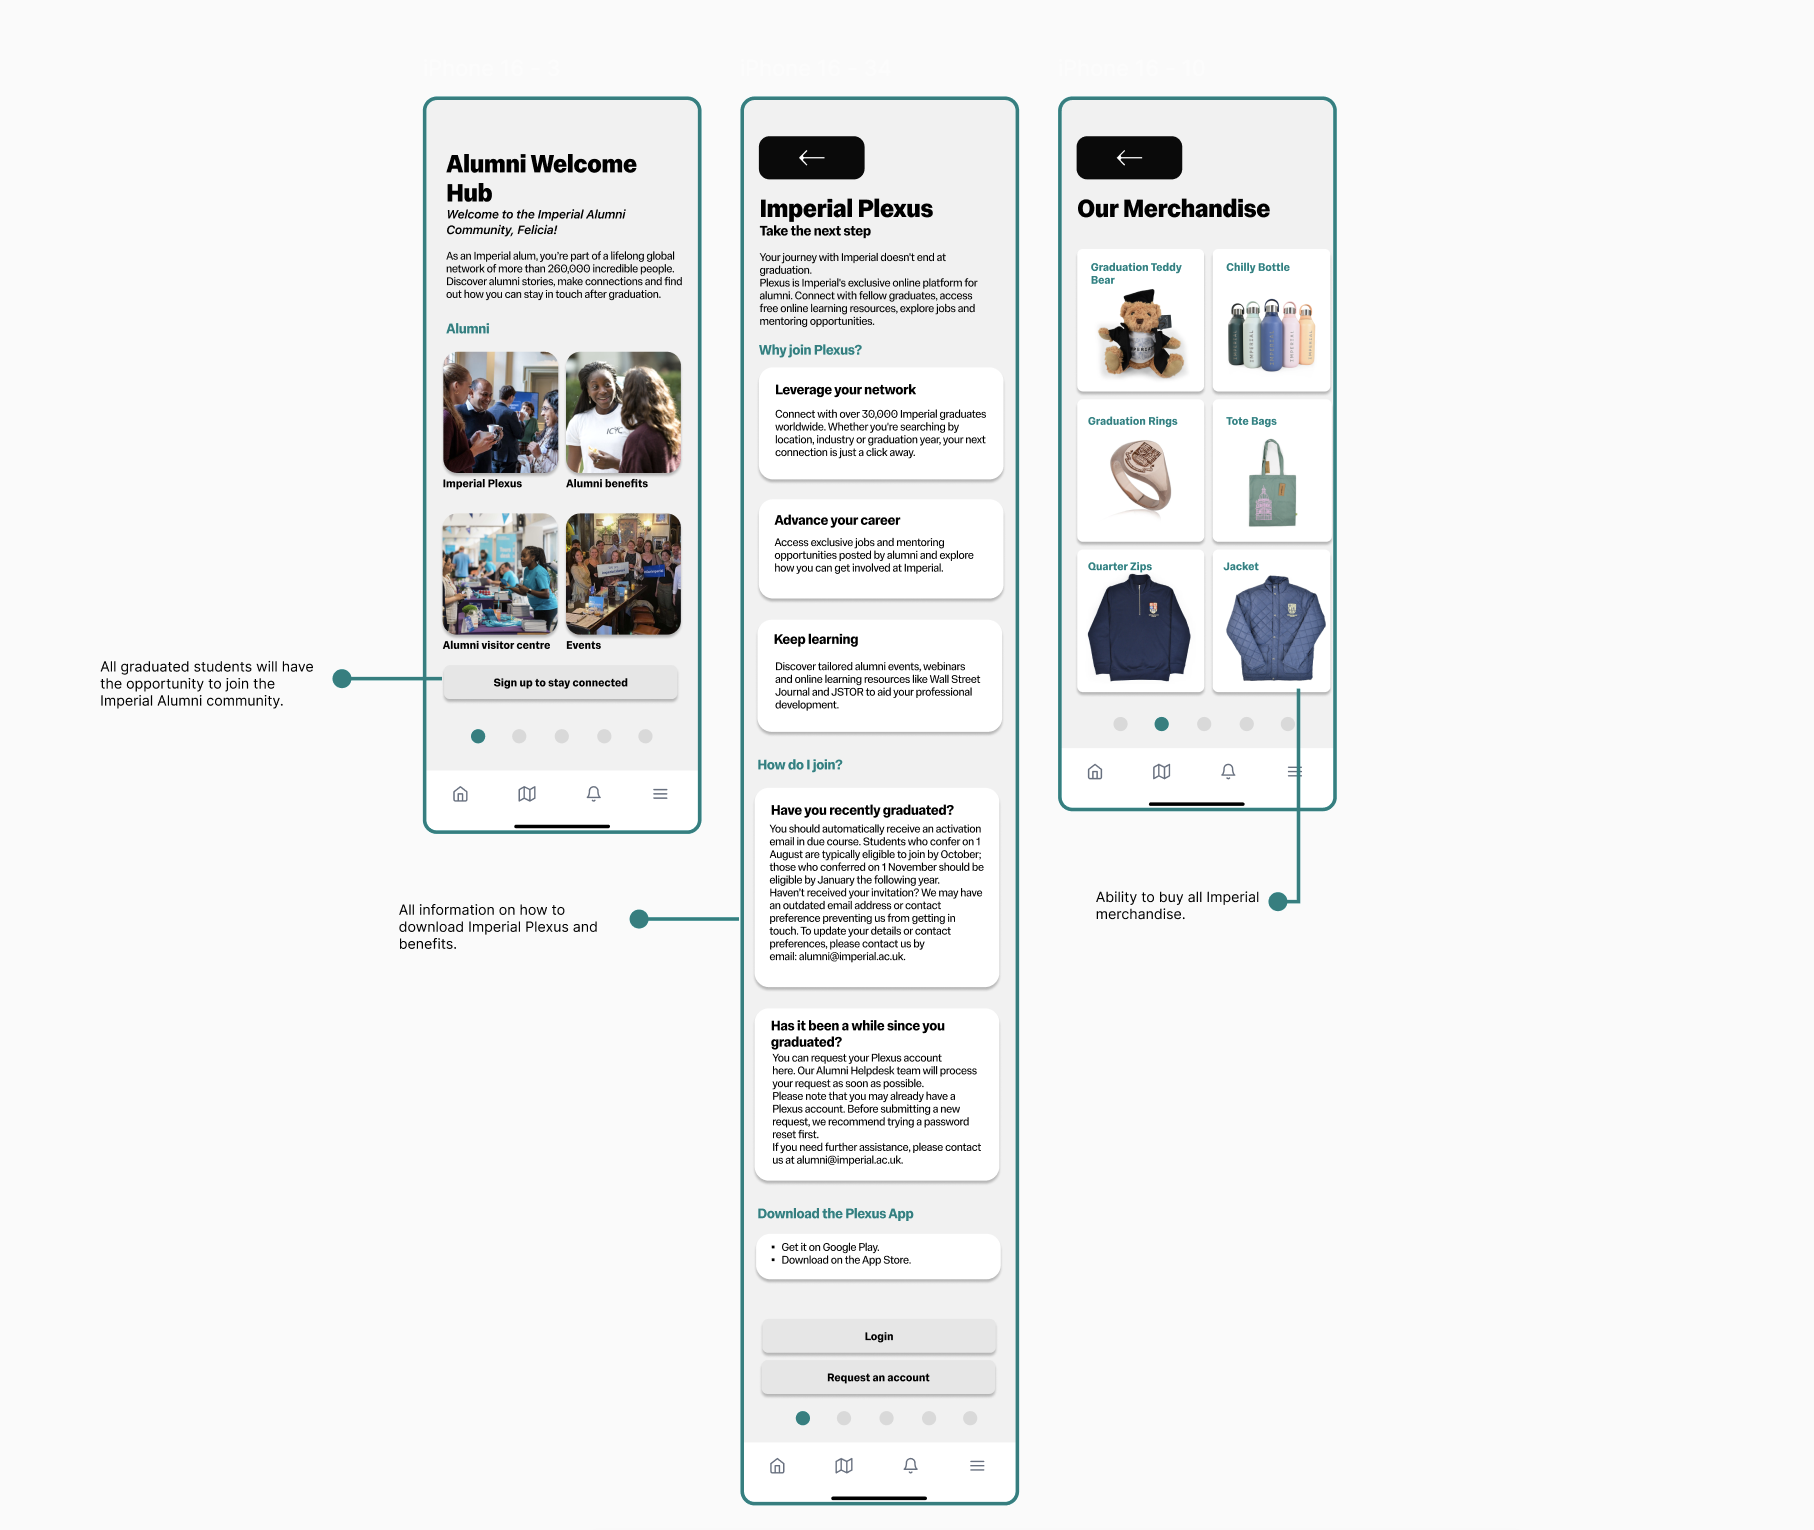 Alumni Welcome
Hub
Welcome to the Imperial Alumni
Community, Felicia!
As an Imperial alum, you're part of a lifelong global
network of more than 260,000 incredible people.
Discover alumni stories, make connections and find
out how you can stay in touch after graduation.
Alumni
Imperial Plexus
Alumni benefits
Alumni visitor centre
Events
Sign up to stay connected
All graduated students will have
the opportunity to join the
Imperial Alumni community.
Imperial Plexus
Take the next step
Your journey with Imperial doesn't end at
graduation.
Plexus is Imperial's exclusive online platform for
alumni. Connect with fellow graduates, access
free online learning resources, explore jobs and
mentoring opportunities.
Why join Plexus?
Leverage your network
Connect with over 30,000 Imperial graduates
worldwide. Whether you're searching by
location, industry or graduation year, your next
connection is just a click away.
Advance your career
Access exclusive jobs and mentoring
opportunities posted by alumni and explore
how you can get involved at Imperial.
Keep learning
Discover tailored alumni events, webinars
and online learning resources like Wall Street
Journal and JSTOR to aid your professional
development.
How do I join?
Have you recently graduated?
You should automatically receive an activation
email in due course. Students who confer on 1
August are typically eligible to join by October;
those who conferred on 1 November should be
eligible by January the following year.
Haven't received your invitation? We may have
an outdated email address or contact
preference preventing us from getting in
touch. To update your details or contact
preferences, please contact us by
email: alumni@imperial.ac.uk.
Has it been a while since you
graduated?
You can request your Plexus account
here. Our Alumni Helpdesk team will process
your request as soon as possible.
Please note that you may already have a
Plexus account. Before submitting a new
request, we recommend trying a password
reset first.
If you need further assistance, please contact
us at alumni@imperial.ac.uk.
Download the Plexus App
• Get it on Google Play.
• Download on the App Store.
Login
Request an account
All information on how to
download Imperial Plexus and
benefits.
Our Merchandise
Graduation Teddy
Bear
IMPERIAL
Chilly Bottle
IMPERIAL
IMPERIAL
IMPERIAL
IMPERIAL
IMPERIAL
Graduation Rings
Tote Bags
Quarter Zips
Jacket
Ability to buy all Imperial
merchandise.